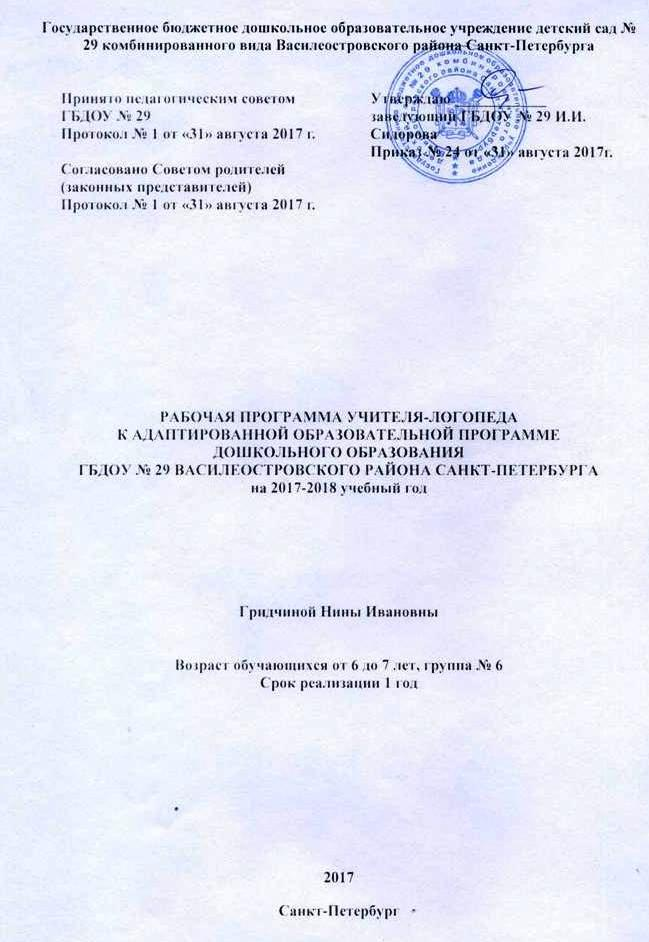 Государственное бюджетное дошкольное образовательное учреждение детский сад №
29 комбинированного вида Василеостровского района Санкт-Петербурга
Принято педагогическим советом
ГБДОУ № 29
Протокол № 1 от «31» августа 2017 г.
Согласовано Советом родителей
(законных представителей)
Протокол № 1 от «31» августа 2017 г.
Утверждаю
заведующий ГБДОУ № 29 И.И.
Сидорова
Приказ № 24 от «31» августа 2017г.
РАБОЧАЯ ПРОГРАММА УЧИТЕЛЯ-ЛОГОПЕДА
К АДАПТИРОВАННОЙ ОБРАЗОВАТЕЛЬНОЙ ПРОГРАММЕ
ДОШКОЛЬНОГО ОБРАЗОВАНИЯ
ГБДОУ № 29 ВАСИЛЕОСТРОВСКОГО РАЙОНА САНКТ-ПЕТЕРБУРГА
на 2017-2018 учебный год
Гридчиной Нины Ивановны
Возраст обучающихся от 6 до 7 лет, группа № 6
Срок реализации 1 год
2017
Санкт-Петербург